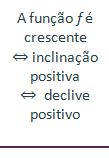 A função f é
crescente
⇔ inclinação
positiva
⇔ declive
positivo